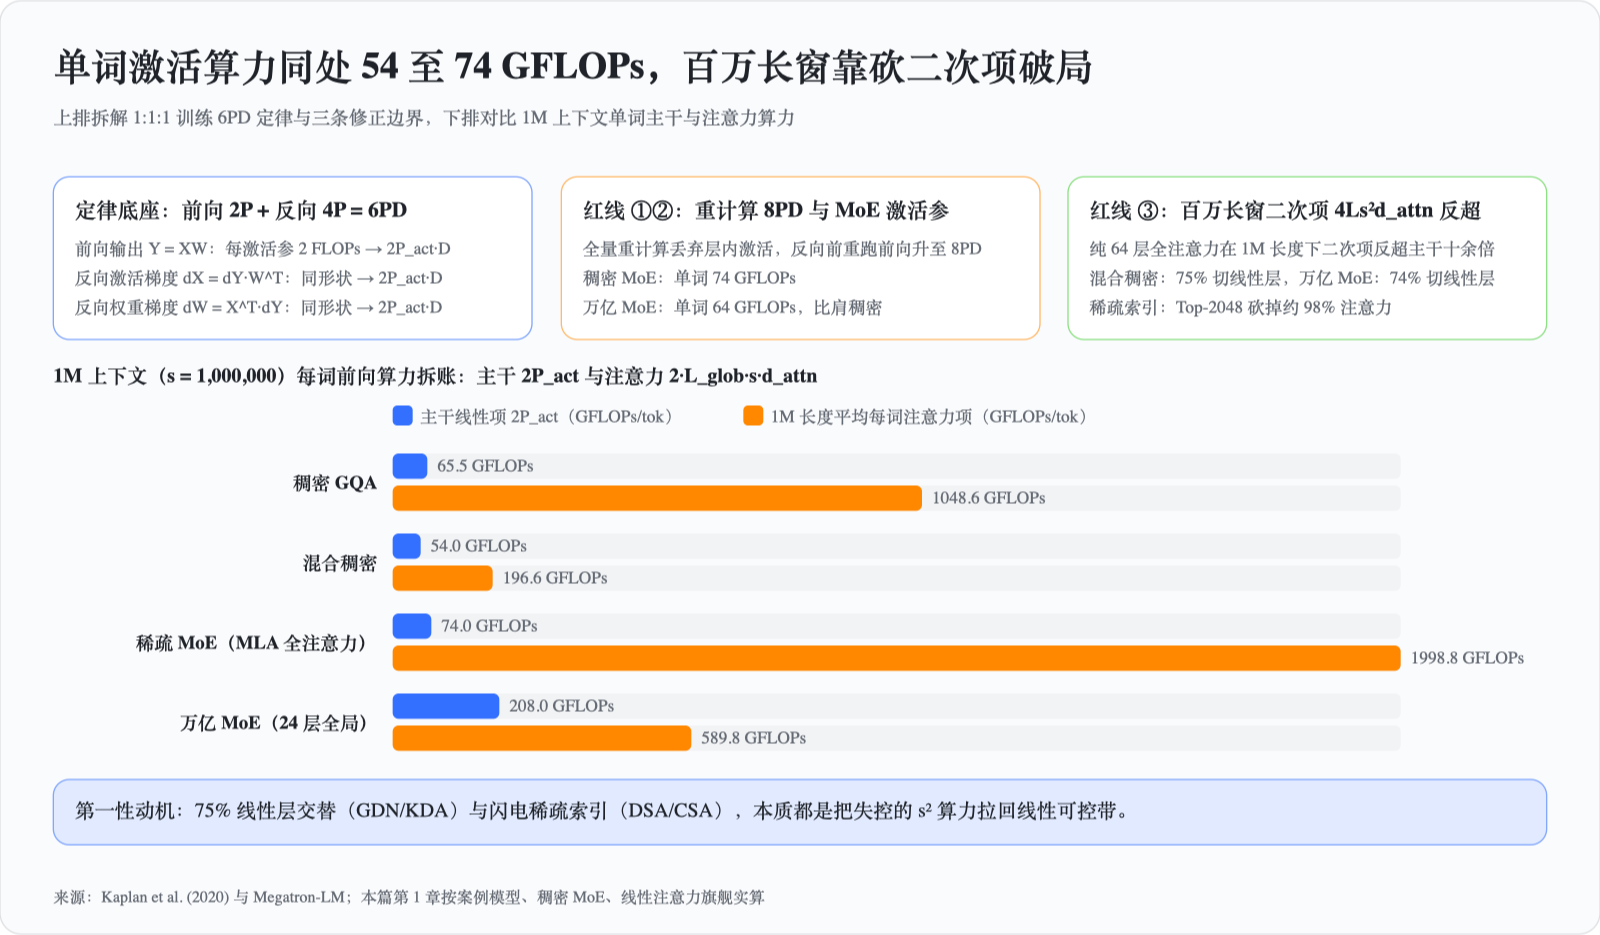 单词激活算力同处 54 至 74 GFLOPs，百万长窗靠砍二次项破局
上排拆解 1:1:1 训练 6PD 定律与三条修正边界，下排对比 1M 上下文单词主干与注意力算力
定律底座：前向 2P + 反向 4P = 6PD
前向输出 Y = XW：每激活参 2 FLOPs → 2P_act·D
反向激活梯度 dX = dY·W^T：同形状 → 2P_act·D
反向权重梯度 dW = X^T·dY：同形状 → 2P_act·D
红线 ①②：重计算 8PD 与 MoE 激活参
全量重计算丢弃层内激活，反向前重跑前向升至 8PD
稠密 MoE：单词 74 GFLOPs
万亿 MoE：单词 64 GFLOPs，比肩稠密
红线 ③：百万长窗二次项 4Ls²d_attn 反超
纯 64 层全注意力在 1M 长度下二次项反超主干十余倍
混合稠密：75% 切线性层，万亿 MoE：74% 切线性层
稀疏索引：Top-2048 砍掉约 98% 注意力
1M 上下文（s = 1,000,000）每词前向算力拆账：主干 2P_act 与注意力 2·L_glob·s·d_attn
主干线性项 2P_act（GFLOPs/tok）
1M 长度平均每词注意力项（GFLOPs/tok）
稠密 GQA
65.5 GFLOPs
1048.6 GFLOPs
混合稠密
54.0 GFLOPs
196.6 GFLOPs
稀疏 MoE（MLA 全注意力）
74.0 GFLOPs
1998.8 GFLOPs
万亿 MoE（24 层全局）
208.0 GFLOPs
589.8 GFLOPs
第一性动机：75% 线性层交替（GDN/KDA）与闪电稀疏索引（DSA/CSA），本质都是把失控的 s² 算力拉回线性可控带。
来源：Kaplan et al. (2020) 与 Megatron-LM；本篇第 1 章按案例模型、稠密 MoE、线性注意力旗舰实算